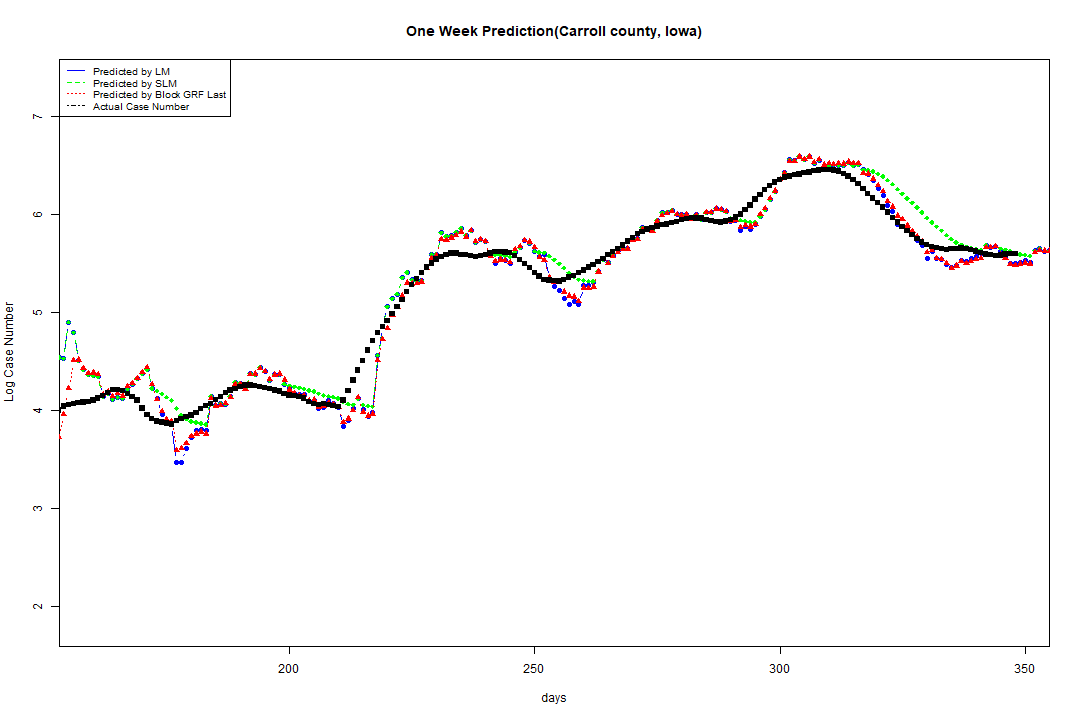 One Week Prediction(Carroll county, Iowa)
Predicted by LM
Predicted by SLM
Predicted by Block GRF Last
Actual Case Number
7
6
5
4
3
2
Log Case Number
200
250
300
350
days